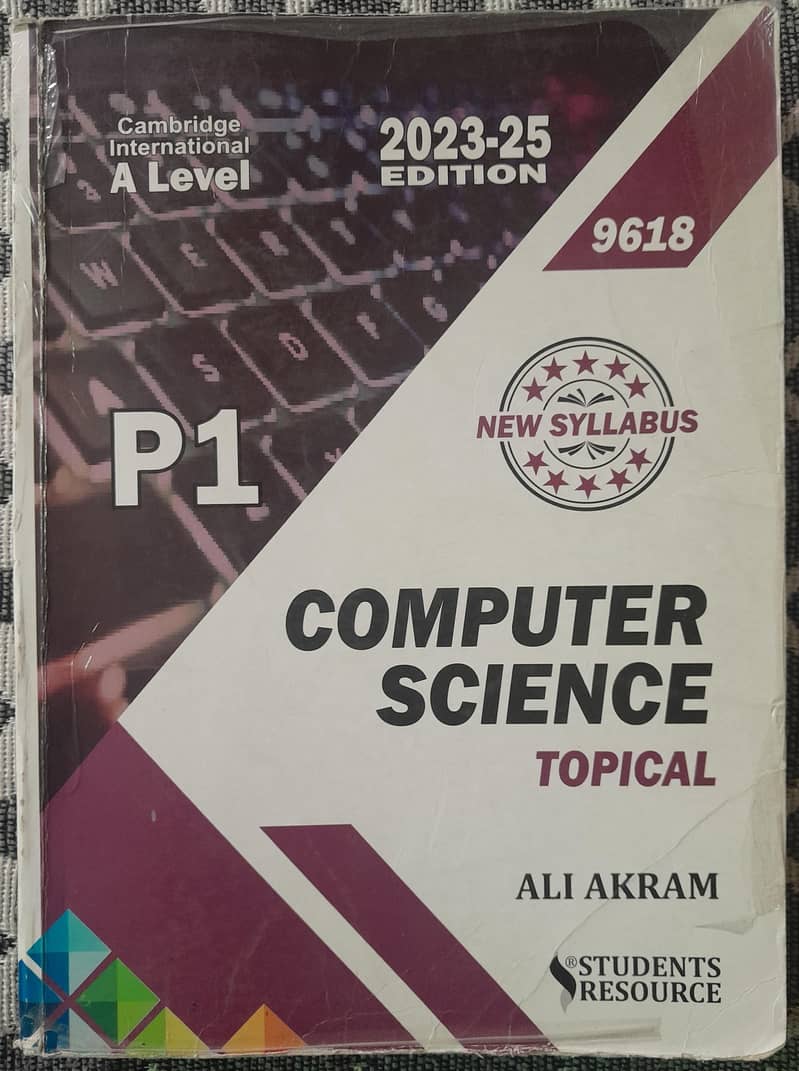 Cambridge
International
A Level
2023-25
EDITION
9618
W E R T Y
A S D F G
P1
NEW SYLLABUS
COMPUTER
SCIENCE
TOPICAL
ALI AKRAM
®STUDENTS
RESOURCE